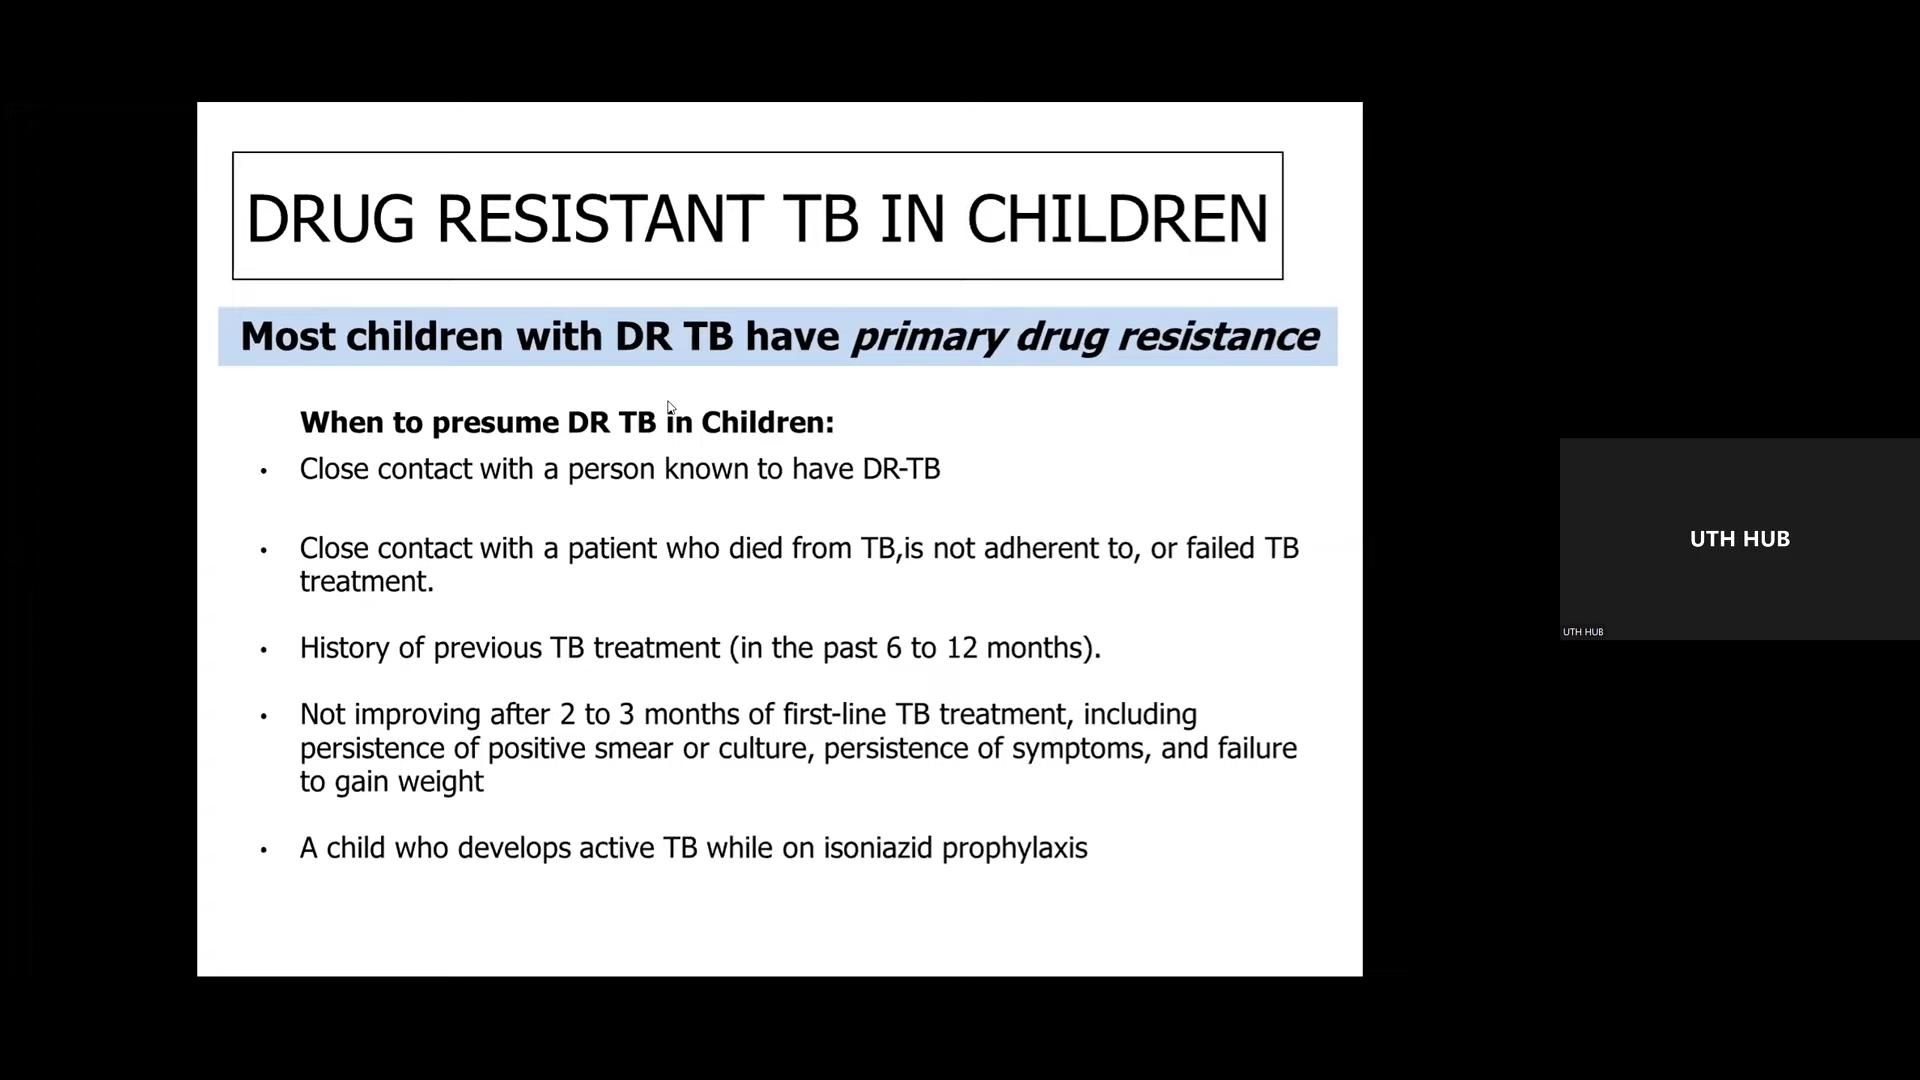 DRUG RESISTANT TB IN CHILDREN
Most children with DR TB have primary drug resistance
When to presume DR TB in Children:
• Close contact with a person known to have DR-TB
• Close contact with a patient who died from TB,is not adherent to, or failed TB
treatment.
• History of previous TB treatment (in the past 6 to 12 months).
• Not improving after 2 to 3 months of first-line TB treatment, including
persistence of positive smear or culture, persistence of symptoms, and failure
to gain weight
• A child who develops active TB while on isoniazid prophylaxis
UTH HUB
UTH HUB